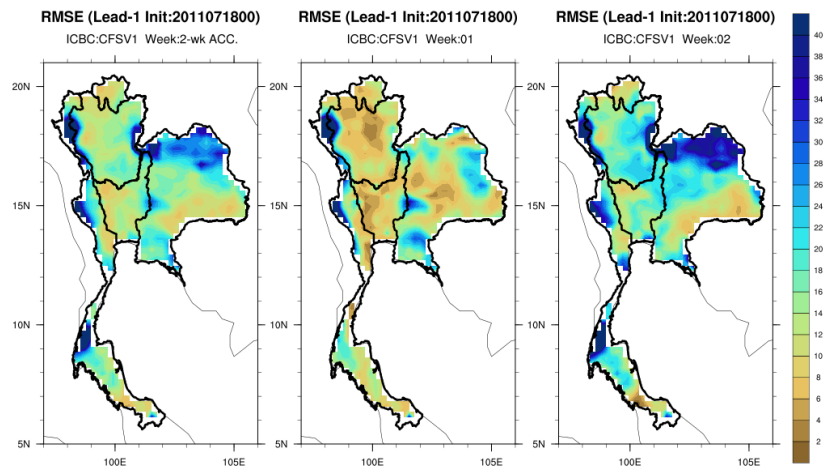 RMSE (Lead-1 Init:2011071800)
ICBC:CFSV1 Week:2-wk ACC.
20N
15N
10N
5N
100E
105E
RMSE (Lead-1 Init:2011071800)
ICBC:CFSV1 Week:01
20N
15N
10N
5N
100E
105E
RMSE (Lead-1 Init:2011071800)
ICBC:CFSV1 Week:02
20N
15N
10N
5N
100E
105E
40
38
36
34
32
30
28
26
24
22
20
18
16
14
12
10
8
6
4
2